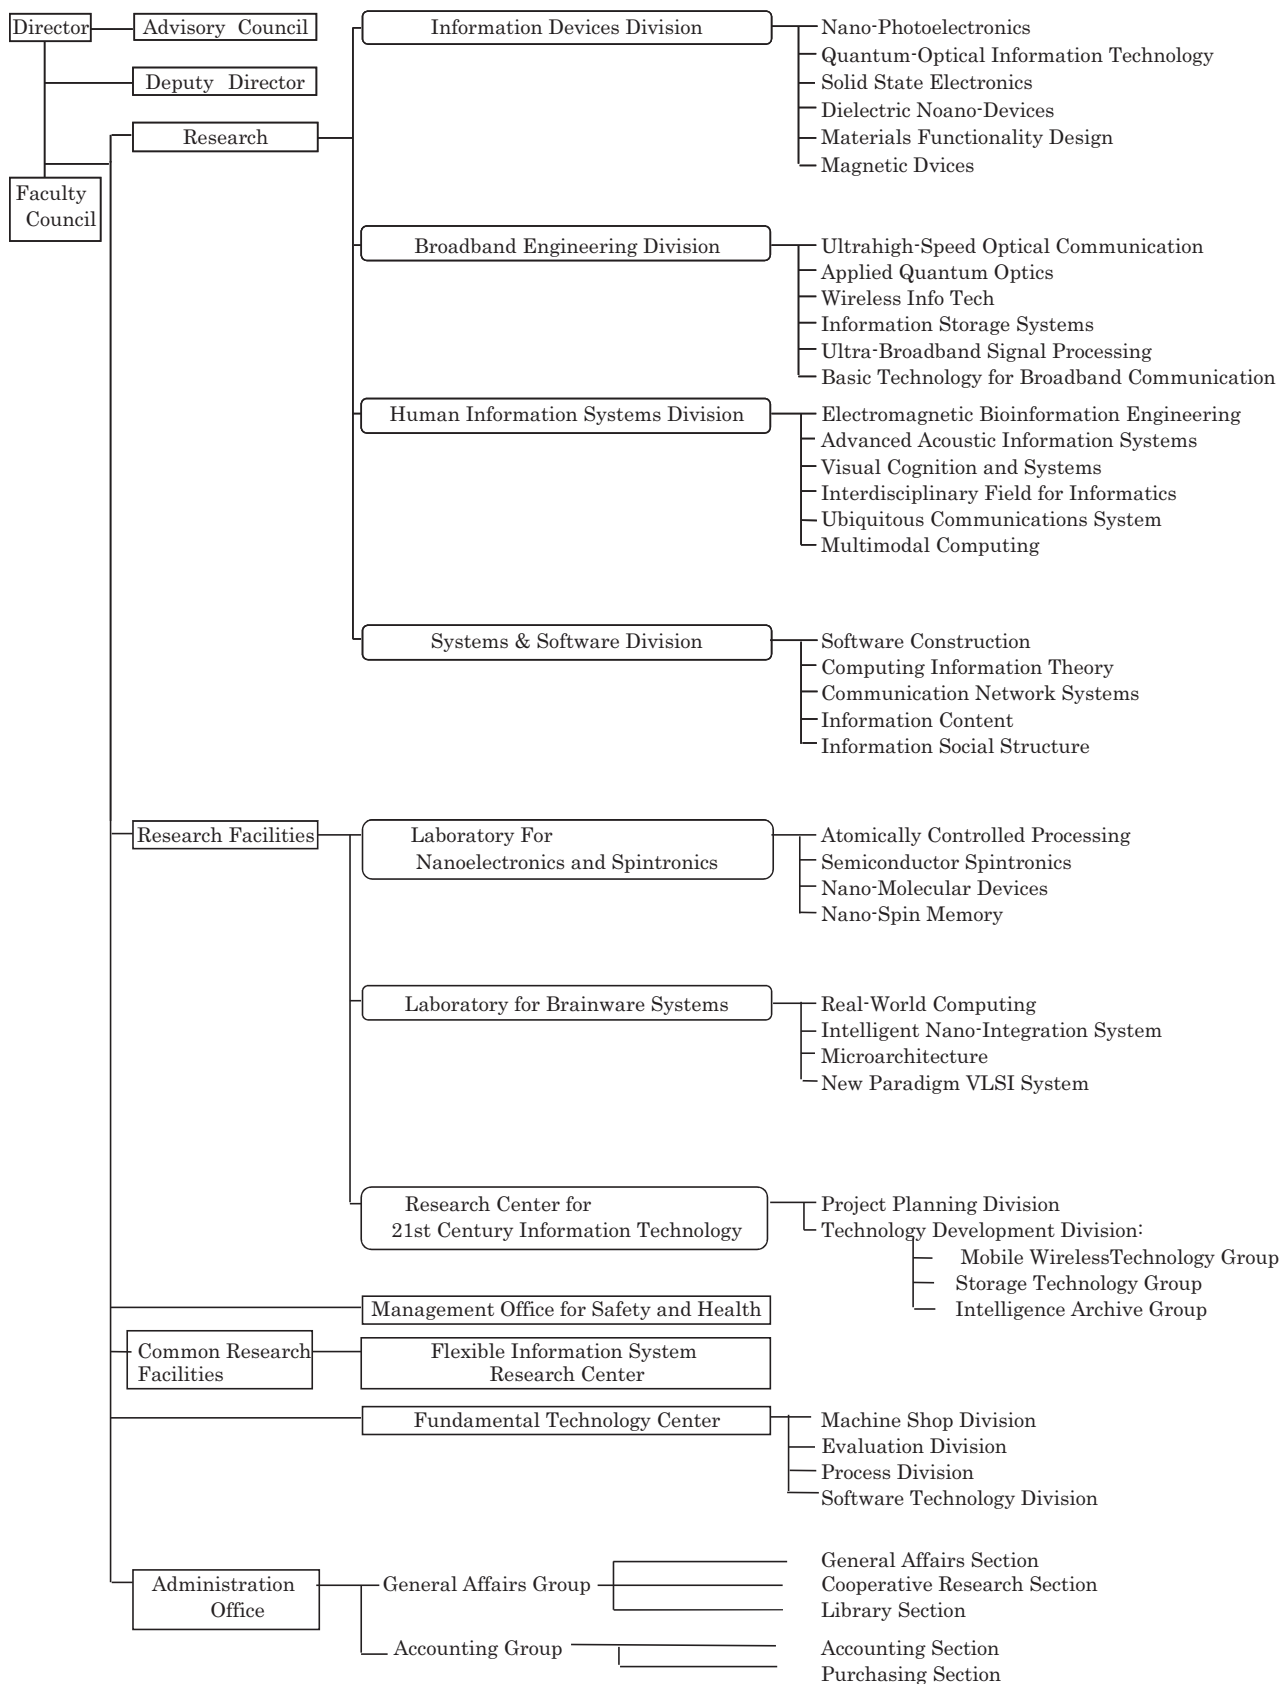 Director
Advisory Council
Deputy Director
Research
Faculty
Council
Information Devices Division
Nano-Photoelectronics
Quantum-Optical Information Technology
Solid State Electronics
Dielectric Noano-Devices
Materials Functionality Design
Magnetic Dvices
Broadband Engineering Division
Ultrahigh-Speed Optical Communication
Applied Quantum Optics
Wireless Info Tech
Information Storage Systems
Ultra-Broadband Signal Processing
Basic Technology for Broadband Communication
Human Information Systems Division
Electromagnetic Bioinformation Engineering
Advanced Acoustic Information Systems
Visual Cognition and Systems
Interdisciplinary Field for Informatics
Ubiquitous Communications System
Multimodal Computing
Systems & Software Division
Software Construction
Computing Information Theory
Communication Network Systems
Information Content
Information Social Structure
Research Facilities
Laboratory For
Nanoelectronics and Spintronics
Atomically Controlled Processing
Semiconductor Spintronics
Nano-Molecular Devices
Nano-Spin Memory
Laboratory for Brainware Systems
Real-World Computing
Intelligent Nano-Integration System
Microarchitecture
New Paradigm VLSI System
Research Center for
21st Century Information Technology
Project Planning Division
Technology Development Division:
Mobile WirelessTechnology Group
Storage Technology Group
Intelligence Archive Group
Management Office for Safety and Health
Common Research
Facilities
Flexible Information System
Research Center
Fundamental Technology Center
Machine Shop Division
Evaluation Division
Process Division
Software Technology Division
Administration
Office
General Affairs Group
General Affairs Section
Cooperative Research Section
Library Section
Accounting Group
Accounting Section
Purchasing Section